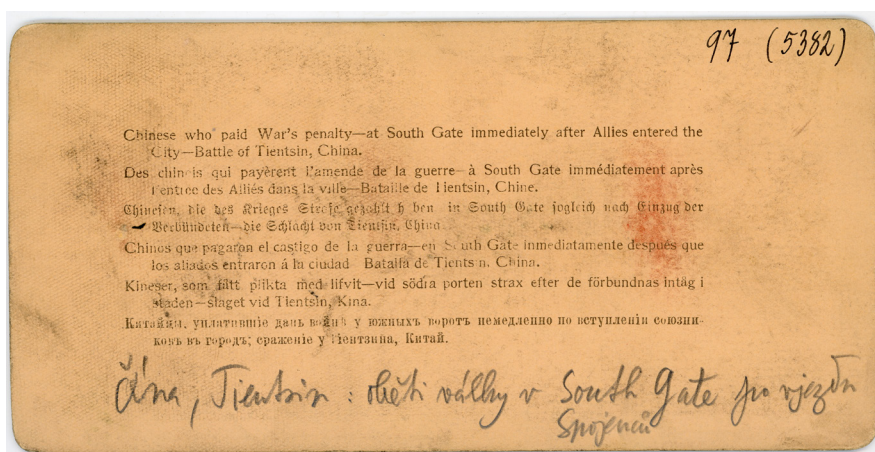 97 (5382)
Chinese who paid War's penalty—at South Gate immediately after Allies entered the
City—Battle of Tientsin, China.
Des chin is qui payèrent l'amende de la guerre—à South Gate immédiatement après
l'entree des Alliés dans la ville—Bataille de Tientsin, Chine.
Chinesen, die des Krieges Strafe gezahlt h ben in South Gate sogleich nach Einzug der
Verbündeten—die Schlacht von Tientsin, China.
Chinos que pagaron el castigo de la guerra—en South Gate inmediatamente después que
los aliados entraron á la ciudad Batalla de Tientsin, China.
Kineser, som fått plikta med lifvit—vid södra porten strax efter de förbundnas intåg i
staden—slaget vid Tientsin, Kina.
Китайцы, уплатившіе дань войнѣ у южныхъ воротъ немедленно по вступленіи союзни-
ковъ въ городъ; сраженіе у Тіентзина, Китай.
Čína, Tientsin : oběti války v South Gate po vjezdu
Spojenců